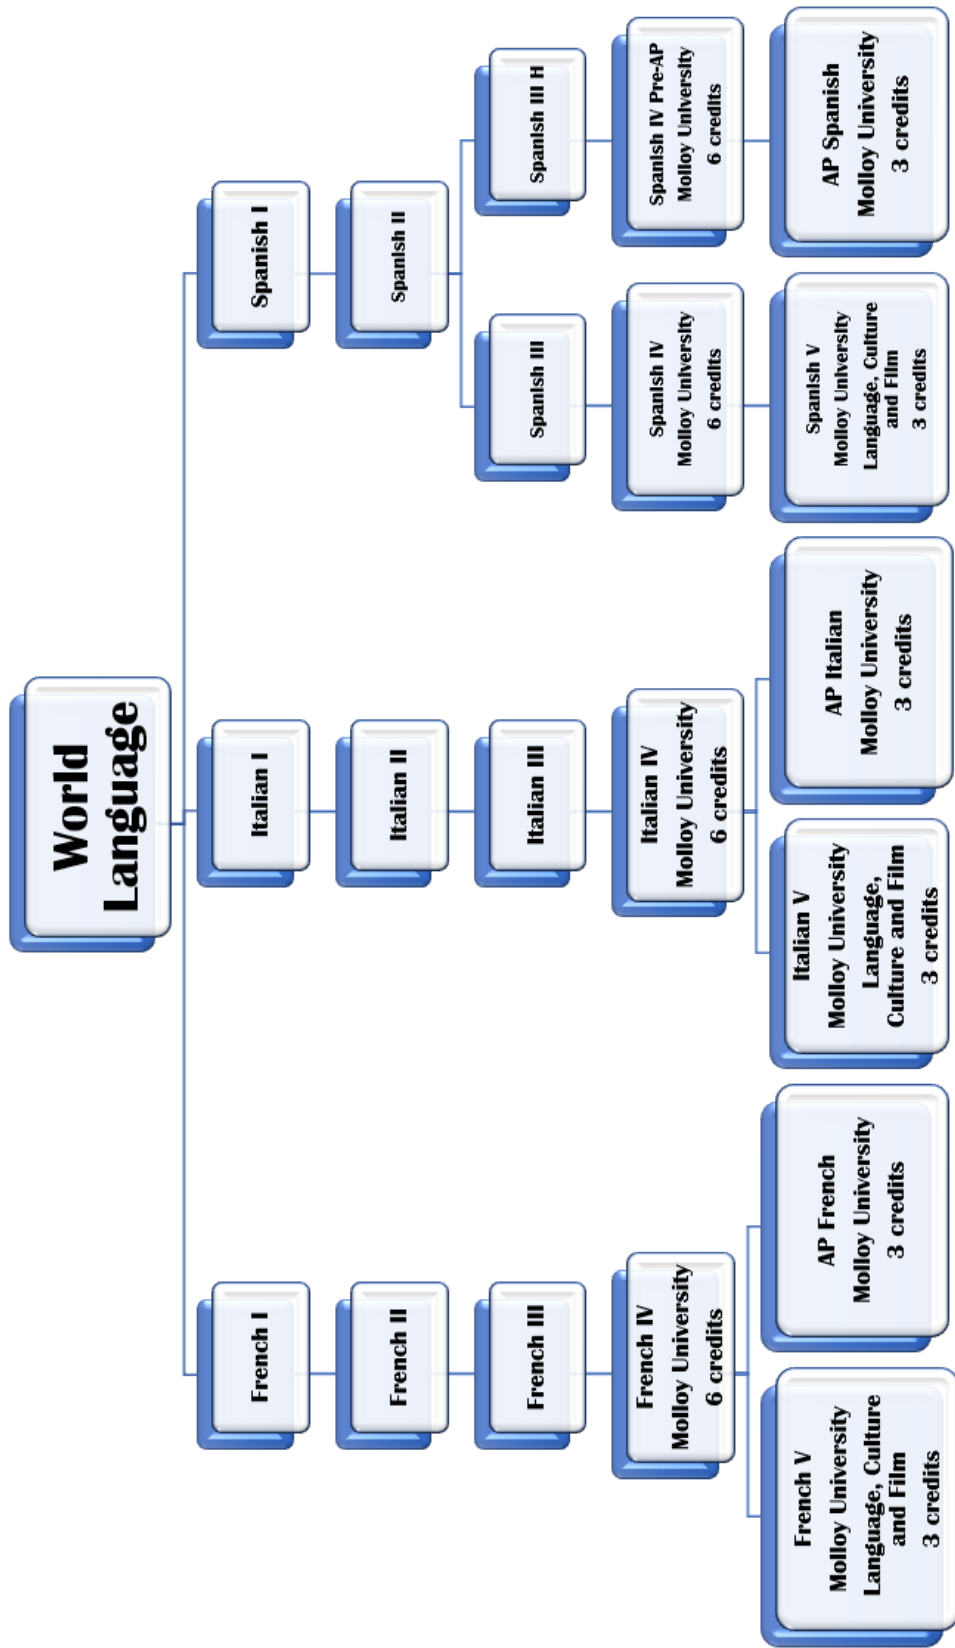 World
Language
French I
Italian I
Spanish I
French II
Italian II
Spanish II
French III
Italian III
Spanish III
Spanish III H
French IV
Molloy University
6 credits
Italian IV
Molloy University
6 credits
Spanish IV
Molloy University
6 credits
Spanish IV Pre-AP
Molloy University
6 credits
French V
Molloy University
Language, Culture
and Film
3 credits
AP French
Molloy University
3 credits
Italian V
Molloy University
Language,
Culture and Film
3 credits
AP Italian
Molloy University
3 credits
Spanish V
Molloy University
Language, Culture
and Film
3 credits
AP Spanish
Molloy University
3 credits